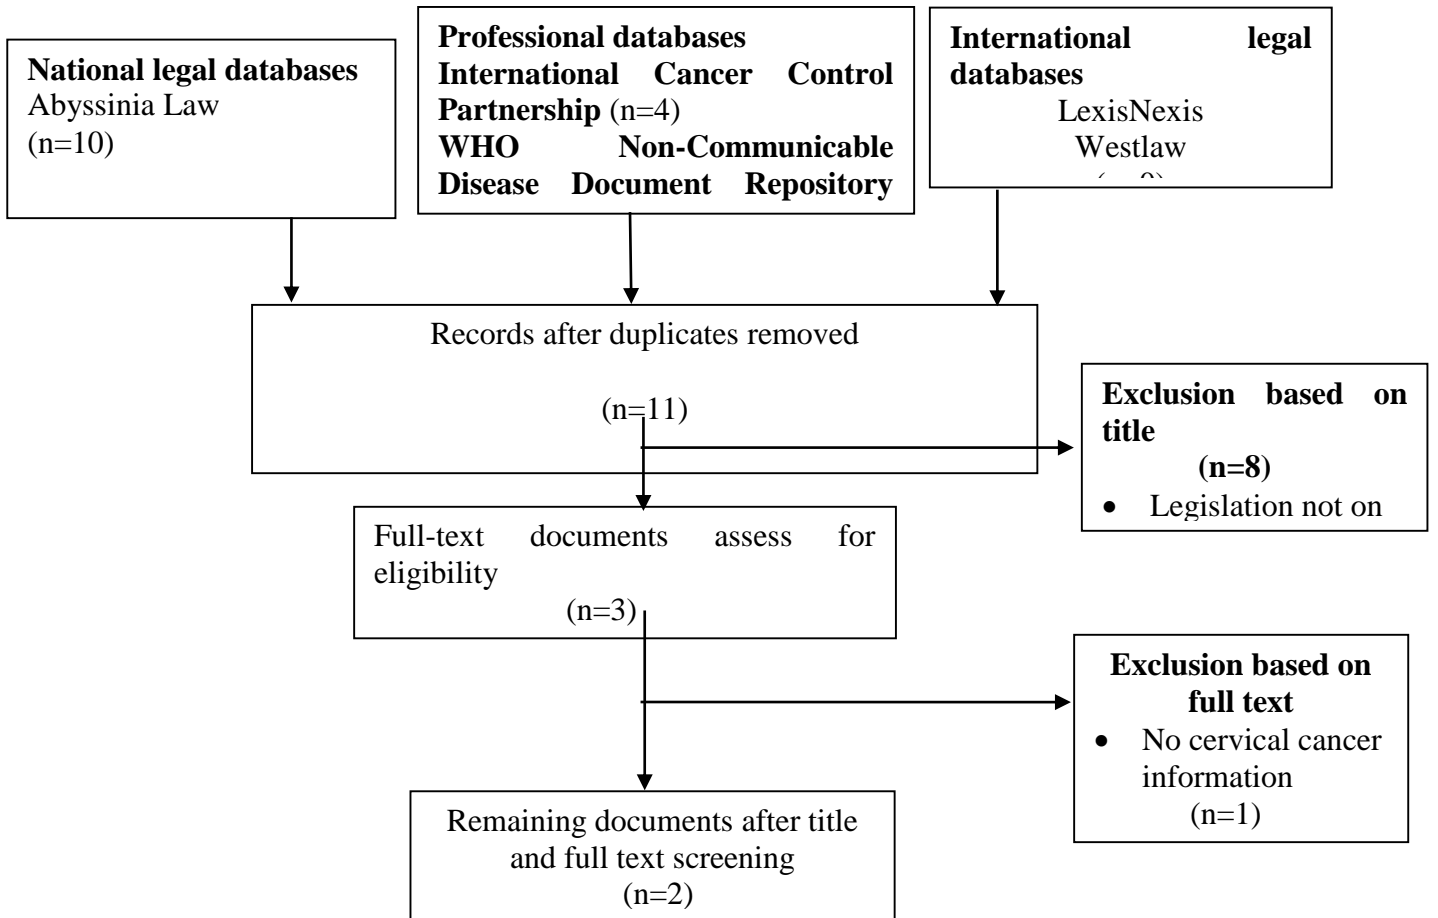 National legal databases
Abyssinia Law
(n=10)
Professional databases
International Cancer Control
Partnership (n=4)
WHO Non-Communicable
Disease Document Repository
International legal
databases
LexisNexis
Westlaw
Records after duplicates removed
(n=11)
Exclusion based on
title
(n=8)
• Legislation not on
Full-text documents assess for
eligibility
(n=3)
Exclusion based on
full text
• No cervical cancer
information
(n=1)
Remaining documents after title
and full text screening
(n=2)